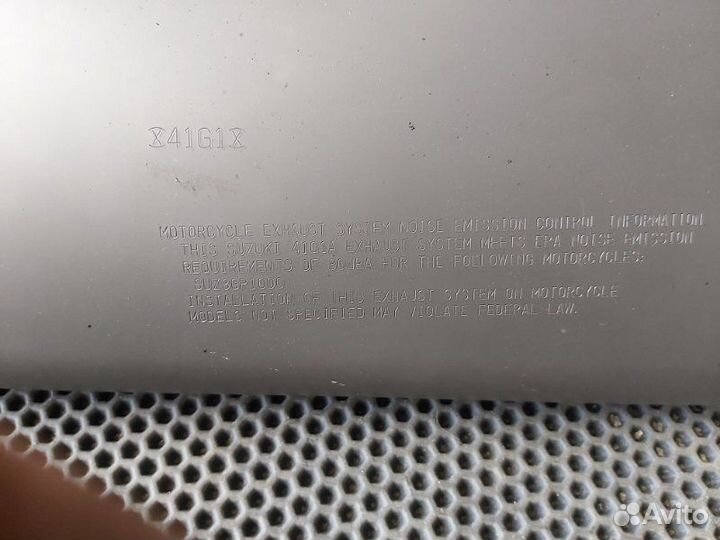 41G1
MOTORCYCLE EXHAUST SYSTEM NOISE EMISSION CONTROL INFORMATION
THIS SUZUKI 41GGA EXHAUST SYSTEM MEETS EPA NOISE EMISSION
REQUIREMENTS OF 80dBA FOR THE FOLLOWING MOTORCYCLES:
INSTALLATION OF THIS EXHAUST SYSTEM ON MOTORCYCLE
MODELS NOT SPECIFIED MAY VIOLATE FEDERAL LAW.
Avito